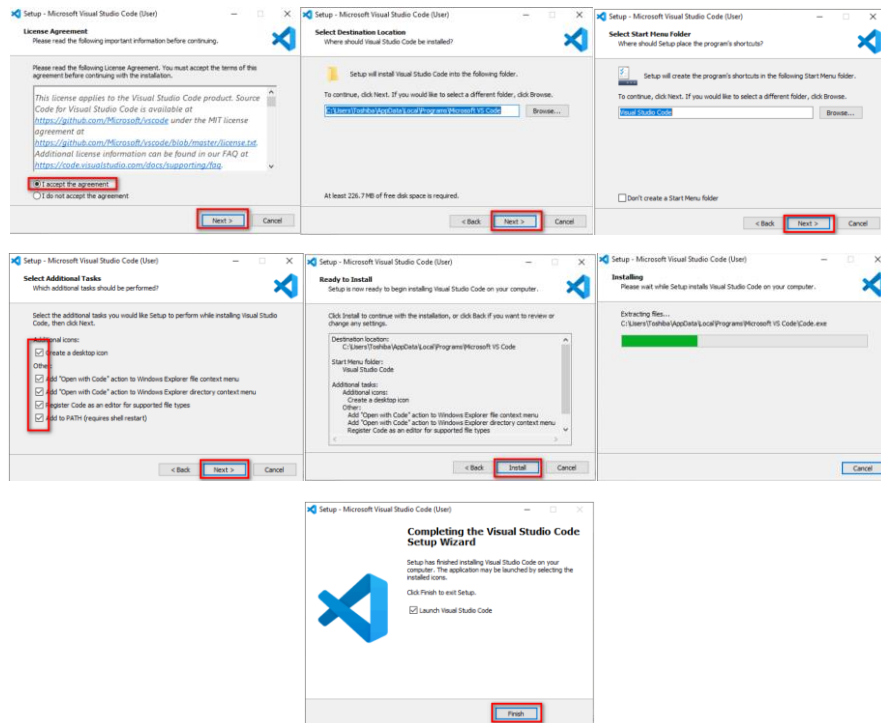 Setup - Microsoft Visual Studio Code (User)
License Agreement
Please read the following important information before continuing.
Please read the following License Agreement. You must accept the terms of this
agreement before continuing with the installation.
This license applies to the Visual Studio Code product. Source
Code for Visual Studio Code is available at
https://github.com/Microsoft/vscode under the MIT license
agreement at
https://github.com/microsoft/vscode/blob/master/license.txt.
Additional license information can be found in our FAQ at
https://code.visualstudio.com/docs/supporting/faq.
I accept the agreement
I do not accept the agreement
Next >
Cancel
Setup - Microsoft Visual Studio Code (User)
Select Destination Location
Where should Visual Studio Code be installed?
Setup will install Visual Studio Code into the following folder.
To continue, click Next. If you would like to select a different folder, click Browse.
C:\Users\Toshiba\AppData\Local\Programs\Microsoft VS Code
Browse...
At least 226.7 MB of free disk space is required.
< Back
Next >
Cancel
Setup - Microsoft Visual Studio Code (User)
Select Start Menu Folder
Where should Setup place the program's shortcuts?
Setup will create the program's shortcuts in the following Start Menu folder.
To continue, click Next. If you would like to select a different folder, click Browse.
Visual Studio Code
Browse...
Don't create a Start Menu folder
< Back
Next >
Cancel
Setup - Microsoft Visual Studio Code (User)
Select Additional Tasks
Which additional tasks should be performed?
Select the additional tasks you would like Setup to perform while installing Visual Studio
Code, then click Next.
Additional icons:
Create a desktop icon
Other:
Add "Open with Code" action to Windows Explorer file context menu
Add "Open with Code" action to Windows Explorer directory context menu
Register Code as an editor for supported file types
Add to PATH (requires shell restart)
< Back
Next >
Cancel
Setup - Microsoft Visual Studio Code (User)
Ready to Install
Setup is now ready to begin installing Visual Studio Code on your computer.
Click Install to continue with the installation, or click Back if you want to review or
change any settings.
Destination location:
C:\Users\Toshiba\AppData\Local\Programs\Microsoft VS Code
Start Menu folder:
Visual Studio Code
Additional tasks:
Additional icons:
Create a desktop icon
Other:
Add "Open with Code" action to Windows Explorer file context menu
Add "Open with Code" action to Windows Explorer directory context menu
Register Code as an editor for supported file types
< Back
Install
Cancel
Setup - Microsoft Visual Studio Code (User)
Installing
Please wait while Setup installs Visual Studio Code on your computer.
Extracting files...
C:\Users\Toshiba\AppData\Local\Programs\Microsoft VS Code\Code.exe
Cancel
Setup - Microsoft Visual Studio Code (User)
Completing the Visual Studio Code
Setup Wizard
Setup has finished installing Visual Studio Code on your
computer. The application may be launched by selecting the
installed icons.
Click Finish to exit Setup.
Launch Visual Studio Code
Finish